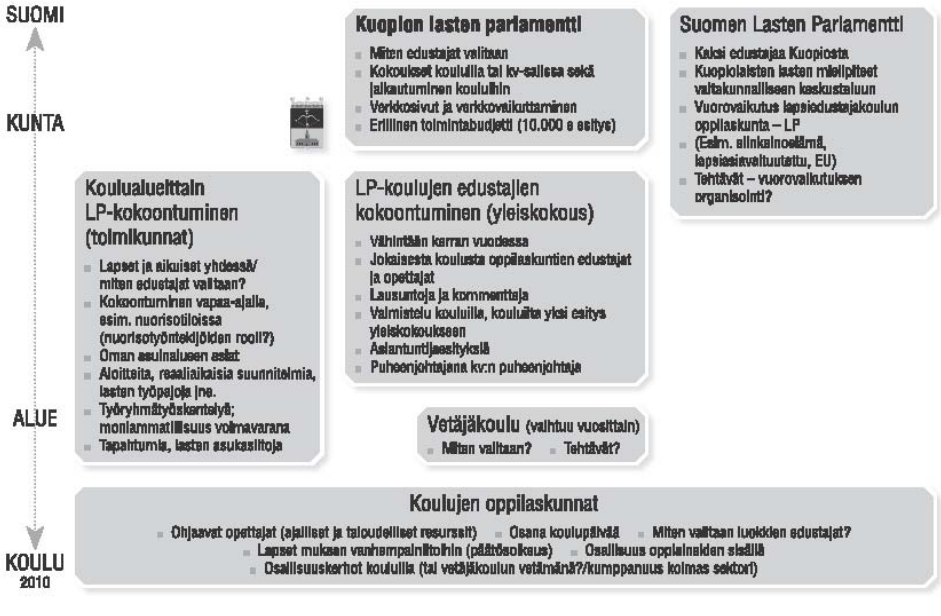 SUOMI
KUNTA
ALUE
KOULU
2010
Kuopion lasten parlamentti
Miten edustajat valitaan
Kokoukset kouluilla tai kv-salissa sekä
jalkautuminen kouluihin
Verkkosivut ja verkkovaikuttaminen
Erillinen toimintabudjetti (10.000 e esitys)
Suomen Lasten Parlamentti
Kaksi edustajaa Kuopiosta
Kuopiolaisten lasten mielipiteet
valtakunnalliseen keskusteluun
Vuorovaikutus lapsiedustajakoulun
oppilaskunta – LP
(Esim. elinkeinoelämä,
lapsiasiavaltuutettu, EU)
Tehtävät – vuorovaikutuksen
organisointi?
Koulualueittain
LP-kokoontuminen
(toimikunnat)
Lapset ja aikuiset yhdessä/
miten edustajat valitaan?
Kokoontuminen vapaa-ajalla,
esim. nuorisotiloissa
(nuorisotyöntekijöiden rooli?)
Oman asuinalueen asiat
Aloitteita, reaaliaikaisia suunnitelmia,
lasten työpajoja jne.
Työryhmätyöskentelyä;
moniammatillisuus voimavarana
Tapahtumia, lasten asukasiltoja
LP-koulujen edustajien
kokoontuminen (yleiskokous)
Vähintään kerran vuodessa
Jokaisesta koulusta oppilaskuntien edustajat
ja opettajat
Lausuntoja ja kommentteja
Valmistelu kouluilla, kouluilta yksi esitys
yleiskokoukseen
Asiantuntijaesityksiä
Puheenjohtajana kv:n puheenjohtaja
Vetäjäkoulu (vaihtuu vuosittain)
Miten valitaan? Tehtävät?
Koulujen oppilaskunnat
Ohjaavat opettajat (ajalliset ja taloudelliset resurssit) Osana koulupäivää Miten valitaan luokkien edustajat?
Lapset mukaan vanhempainiltoihin (päätösoikeus) Osallisuus oppiaineiden sisällä
Osallisuuskerhot kouluilla (tai vetäjäkoulun vetämänä?/kumppanuus kolmas sektori)